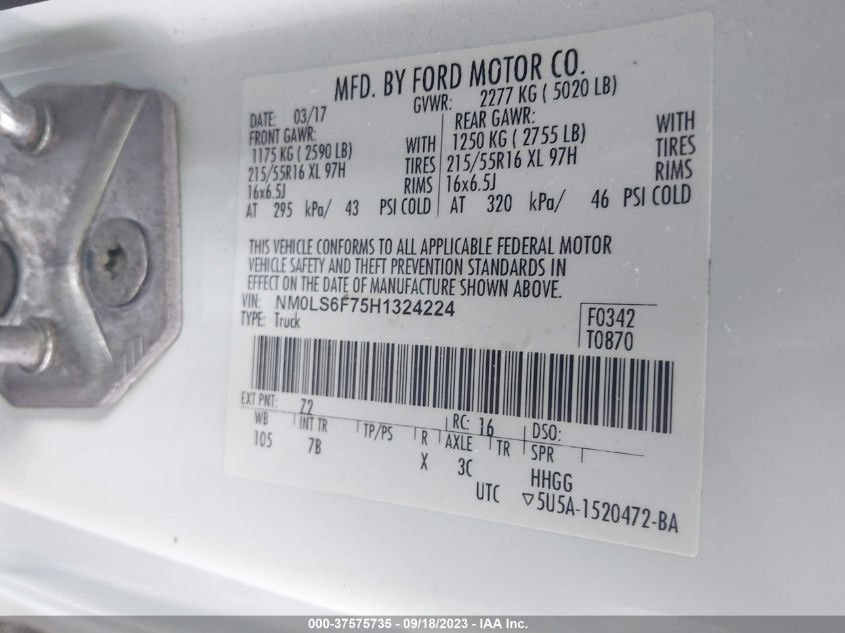 MFD. BY FORD MOTOR CO.
DATE: 03/17 GVWR: 2277 KG ( 5020 LB)
FRONT GAWR: REAR GAWR:
1175 KG ( 2590 LB) WITH 1250 KG ( 2755 LB) WITH
215/55R16 XL 97H TIRES 215/55R16 XL 97H TIRES
16x6.5J RIMS 16x6.5J RIMS
AT 295 kPa/ 43 PSI COLD AT 320 kPa/ 46 PSI COLD
THIS VEHICLE CONFORMS TO ALL APPLICABLE FEDERAL MOTOR
VEHICLE SAFETY AND THEFT PREVENTION STANDARDS IN
EFFECT ON THE DATE OF MANUFACTURE SHOWN ABOVE.
VIN: NM0LS6F75H1324224
TYPE: Truck
F0342
T0870
EXT PNT: Z2 RC: 16 DSO:
WB INT TR TP/PS R AXLE TR SPR
105 7B X 3C HHGG
UTC ▽5U5A-1520472-BA
000-37575735 - 09/18/2023 - IAA Inc.